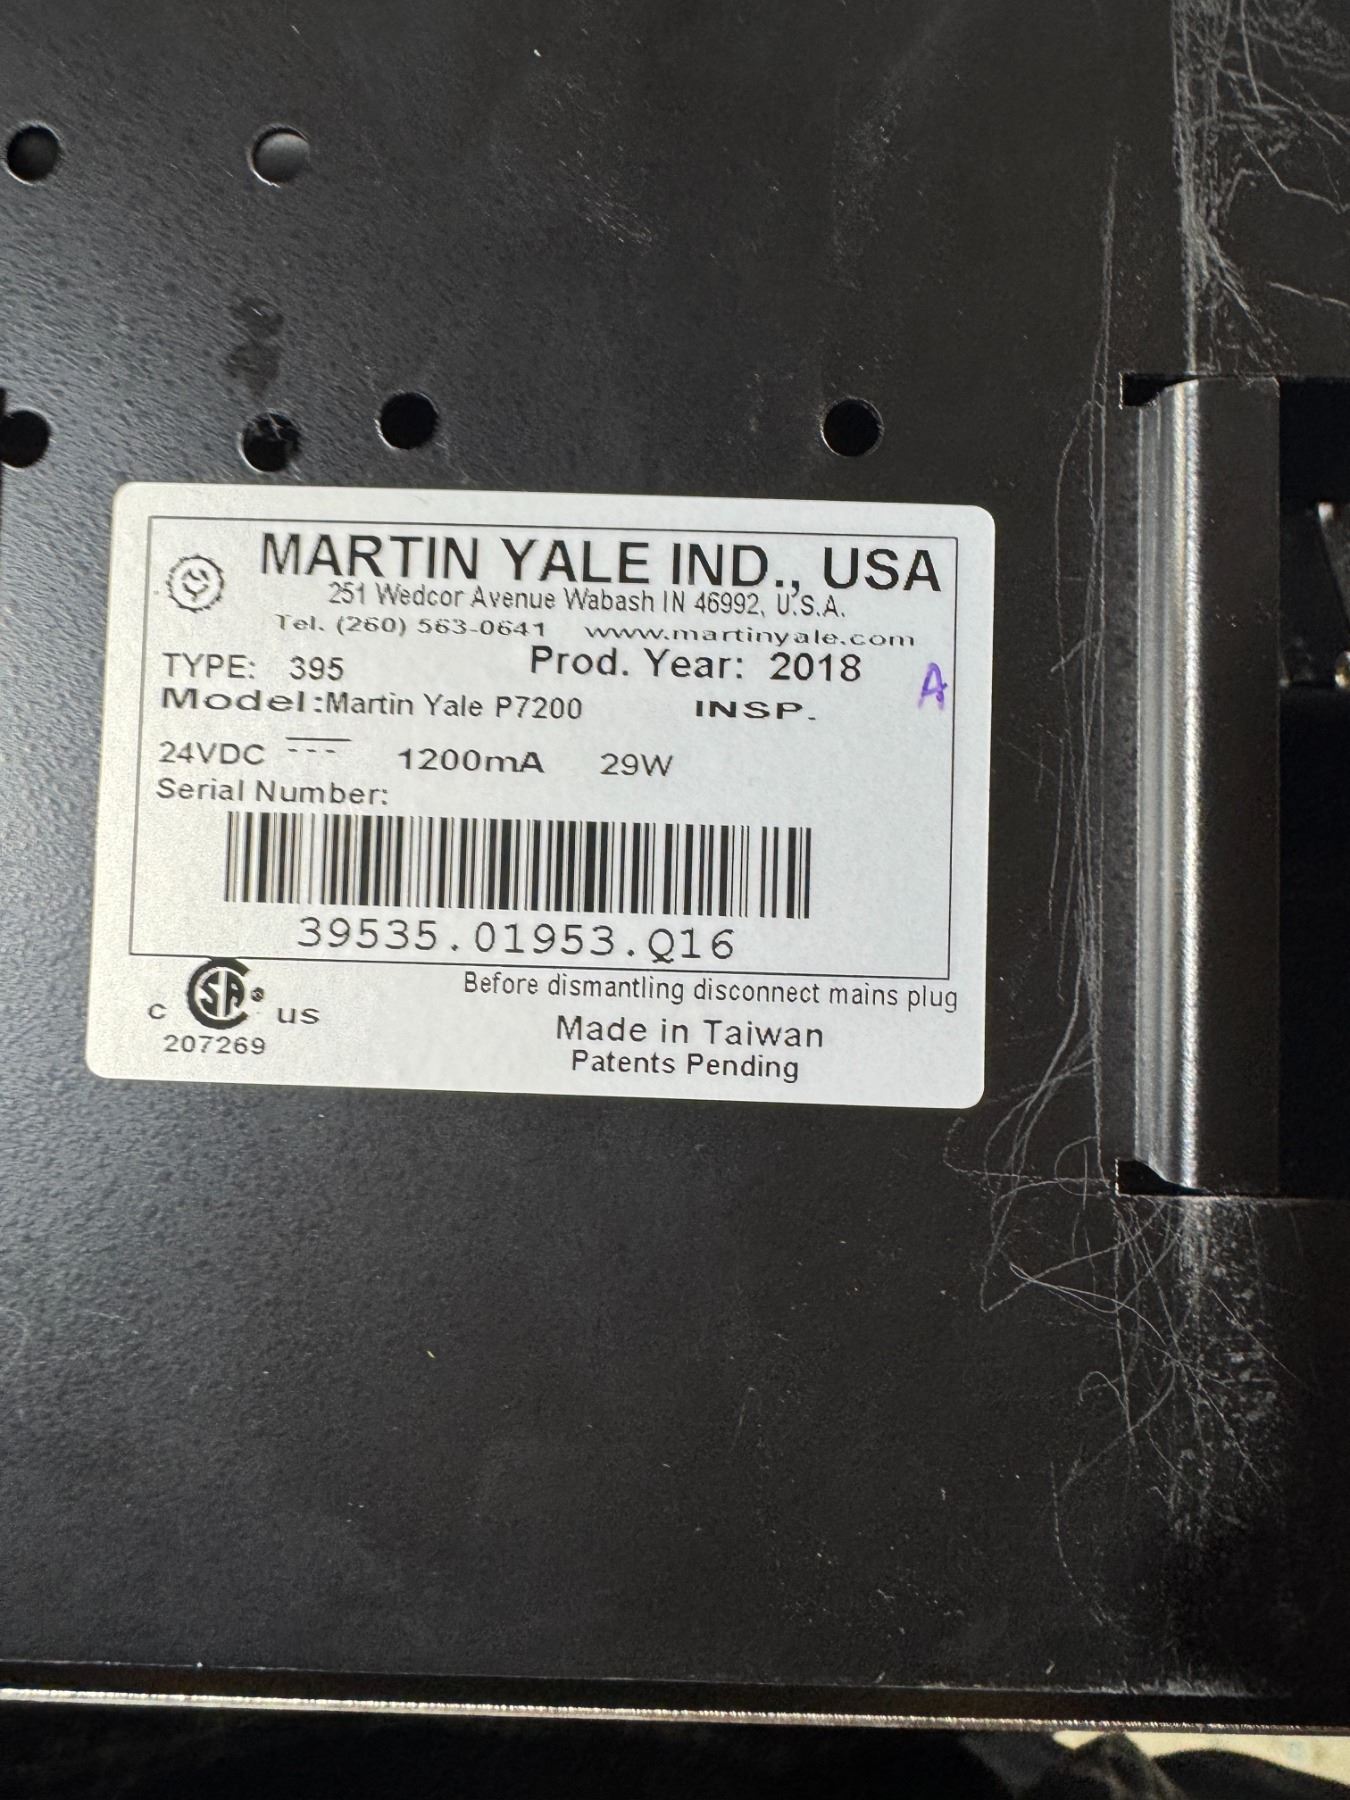 MARTIN YALE IND., USA
251 Wedcor Avenue Wabash IN 46992, U.S.A.
Tel. (260) 563-0641 www.martinyale.com
TYPE: 395 Prod. Year: 2018
A
Model:Martin Yale P7200 INSP.
24VDC 1200mA 29W
Serial Number:
39535.01953.Q16
Before dismantling disconnect mains plug
C SA ® US
207269
Made in Taiwan
Patents Pending